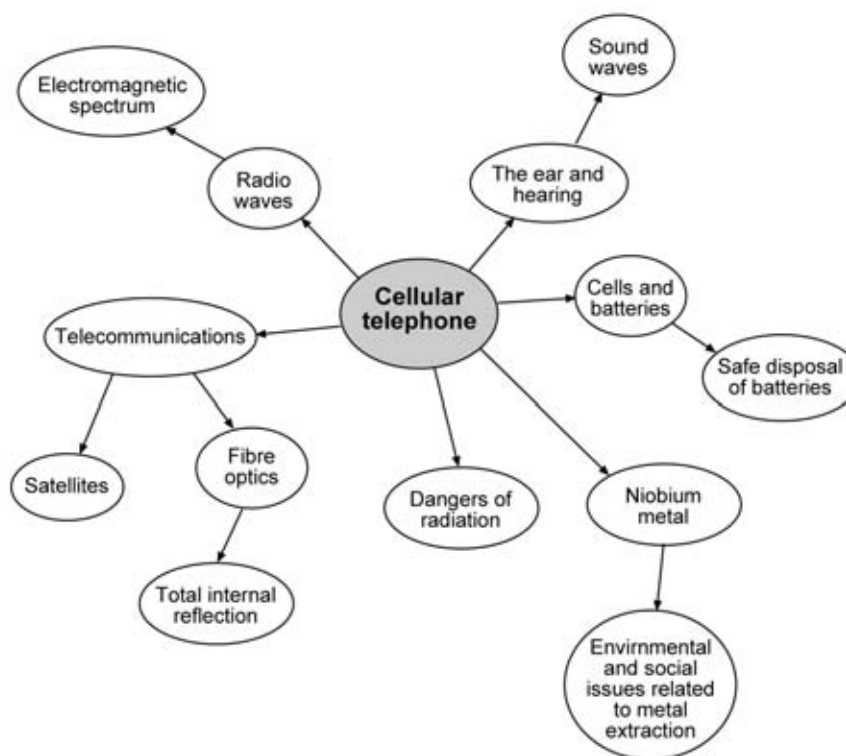 Sound
waves
Electromagnetic
spectrum
Radio
waves
The ear and
hearing
Cellular
telephone
Cells and
batteries
Telecommunications
Safe disposal
of batteries
Satellites
Fibre
optics
Dangers of
radiation
Niobium
metal
Total internal
reflection
Envirnmental
and social
issues related
to metal
extraction